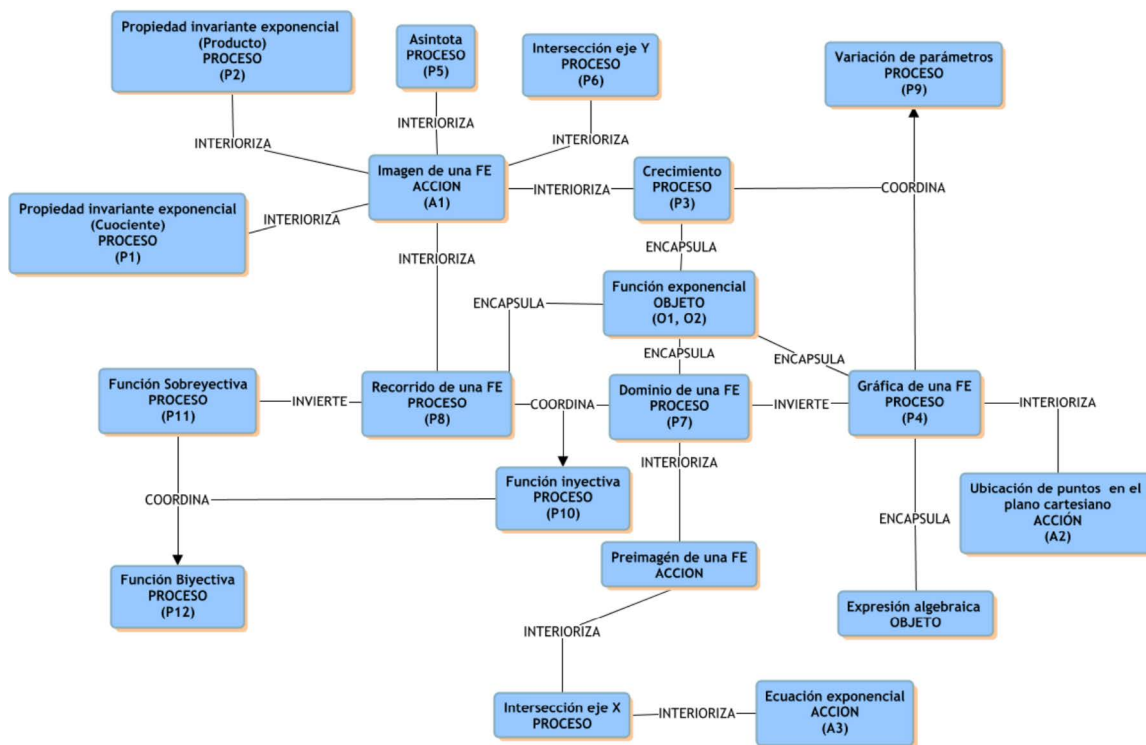 Propiedad invariante exponencial
(Producto)
PROCESO
(P2)
Asíntota
PROCESO
(P5)
Intersección eje Y
PROCESO
(P6)
Variación de parámetros
PROCESO
(P9)
INTERIORIZA
INTERIORIZA
INTERIORIZA
Imagen de una FE
ACCION
(A1)
INTERIORIZA
Crecimiento
PROCESO
(P3)
COORDINA
Propiedad invariante exponencial
(Cuociente)
PROCESO
(P1)
INTERIORIZA
INTERIORIZA
ENCAPSULA
Función exponencial
OBJETO
(O1, O2)
ENCAPSULA
ENCAPSULA
ENCAPSULA
Función Sobreyectiva
PROCESO
(P11)
INVIERTE
Recorrido de una FE
PROCESO
(P8)
COORDINA
Dominio de una FE
PROCESO
(P7)
INVIERTE
Gráfica de una FE
PROCESO
(P4)
INTERIORIZA
INTERIORIZA
COORDINA
Función inyectiva
PROCESO
(P10)
Ubicación de puntos en el
plano cartesiano
ACCIÓN
(A2)
ENCAPSULA
Función Biyectiva
PROCESO
(P12)
Preimagén de una FE
ACCION
Expresión algebraica
OBJETO
INTERIORIZA
Intersección eje X
PROCESO
INTERIORIZA
Ecuación exponencial
ACCION
(A3)